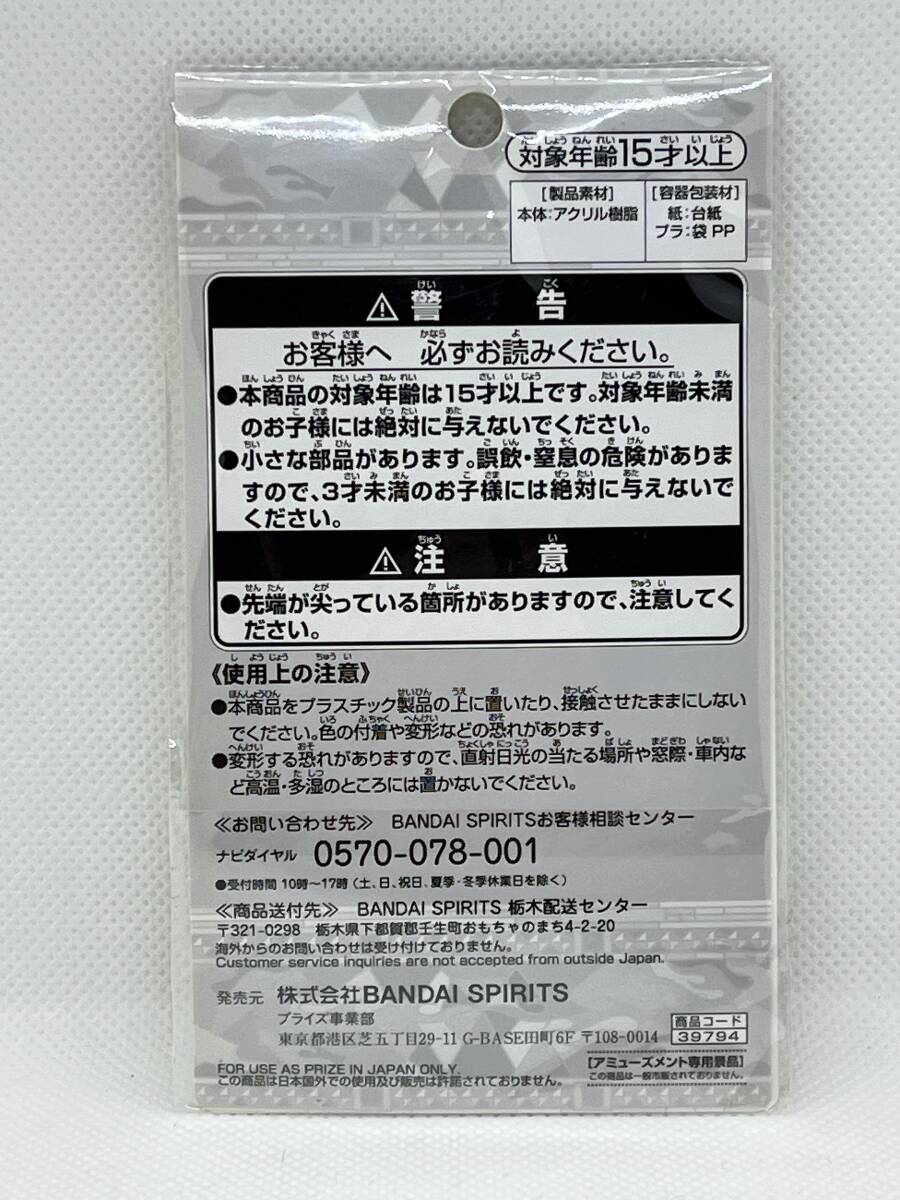 対象年齢15才以上
[製品素材]
本体：アクリル樹脂
[容器包装材]
紙：台紙
プラ：袋 PP
⚠警告
お客様へ 必ずお読みください。
●本商品の対象年齢は15才以上です。対象年齢未満
のお子様には絶対に与えないでください。
●小さな部品があります。誤飲・窒息の危険がありま
すので、3才未満のお子様には絶対に与えないで
ください。
⚠注意
●先端が尖っている箇所がありますので、注意してく
ださい。
《使用上の注意》
●本商品をプラスチック製品の上に置いたり、接触させたままにしない
でください。色の付着や変形などの恐れがあります。
●変形する恐れがありますので、直射日光の当たる場所や窓際・車内な
ど高温・多湿のところには置かないでください。
≪お問い合わせ先≫ BANDAI SPIRITSお客様相談センター
ナビダイヤル 0570-078-001
●受付時間 10時～17時（土、日、祝日、夏季・冬季休業日を除く）
≪商品送付先≫ BANDAI SPIRITS 栃木配送センター
〒321-0298 栃木県下都賀郡壬生町おもちゃのまち4-2-20
海外からのお問い合わせは受け付けておりません。
Customer service inquiries are not accepted from outside Japan.
発売元 株式会社BANDAI SPIRITS
プライズ事業部
東京都港区芝五丁目29-11 G-BASE田町6F 〒108-0014
商品コード
39794
FOR USE AS PRIZE IN JAPAN ONLY.
この商品は日本国外での使用及び販売は許諾されておりません。
[アミューズメント専用景品]
この商品は一般市販されておりません。